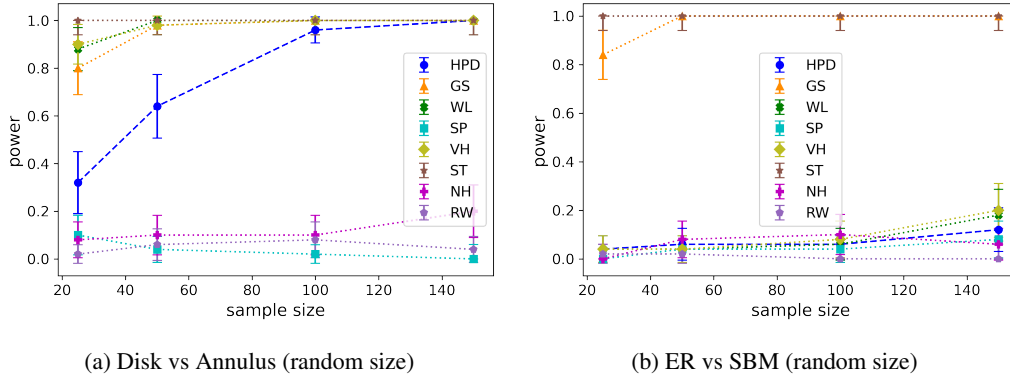 1.0
0.8
0.6
0.4
0.2
0.0
power
20
40
60
80
100
120
140
sample size
HPD
GS
WL
SP
VH
ST
NH
RW
(a) Disk vs Annulus (random size)
1.0
0.8
0.6
0.4
0.2
0.0
power
20
40
60
80
100
120
140
sample size
HPD
GS
WL
SP
VH
ST
NH
RW
(b) ER vs SBM (random size)